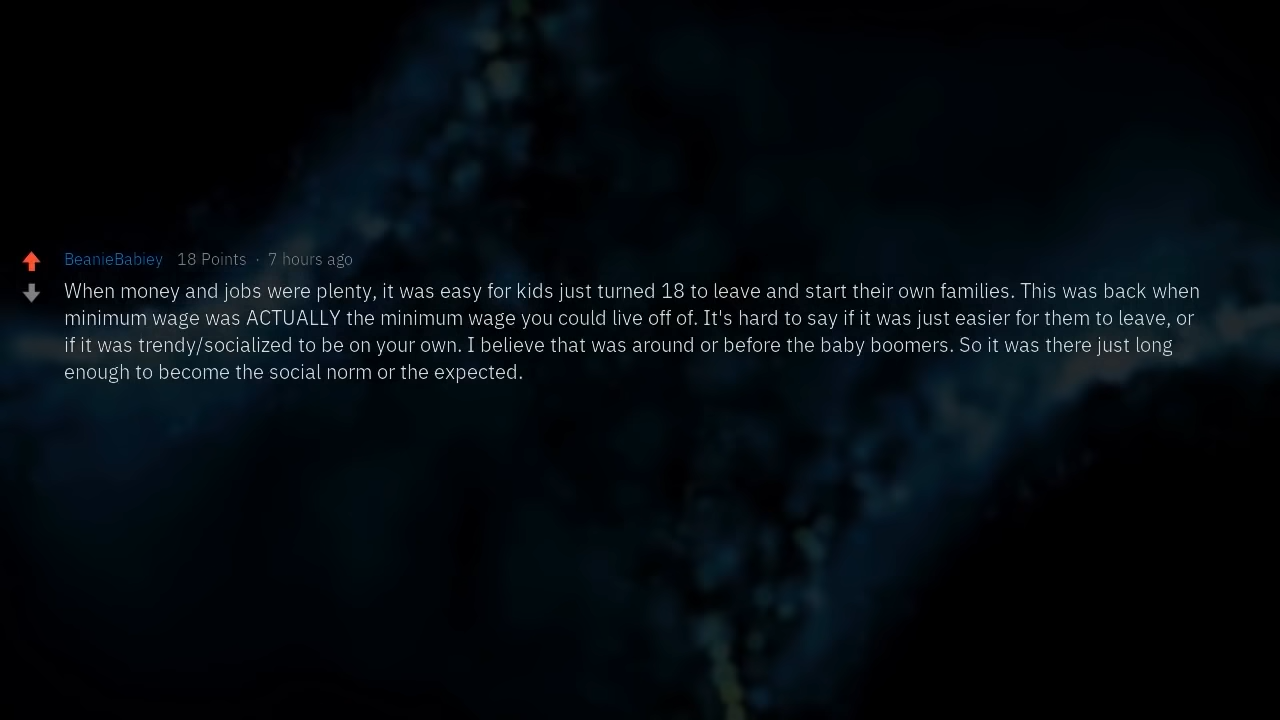 BeanieBabiey 18 Points · 7 hours ago
When money and jobs were plenty, it was easy for kids just turned 18 to leave and start their own families. This was back when
minimum wage was ACTUALLY the minimum wage you could live off of. It's hard to say if it was just easier for them to leave, or
if it was trendy/socialized to be on your own. I believe that was around or before the baby boomers. So it was there just long
enough to become the social norm or the expected.